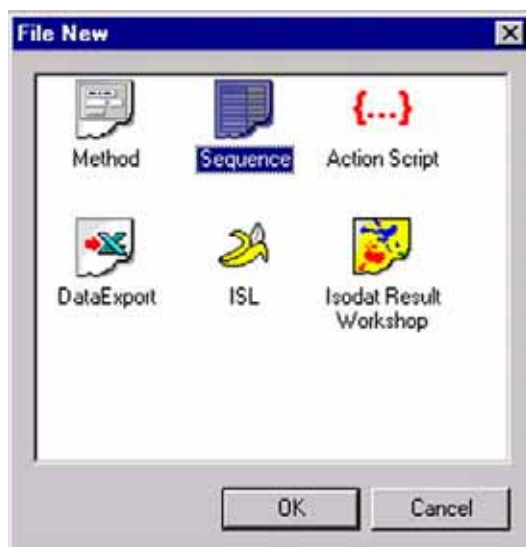 File New
Method
Sequence
{...}
Action Script
DataExport
ISL
Isodat Result
Workshop
OK
Cancel